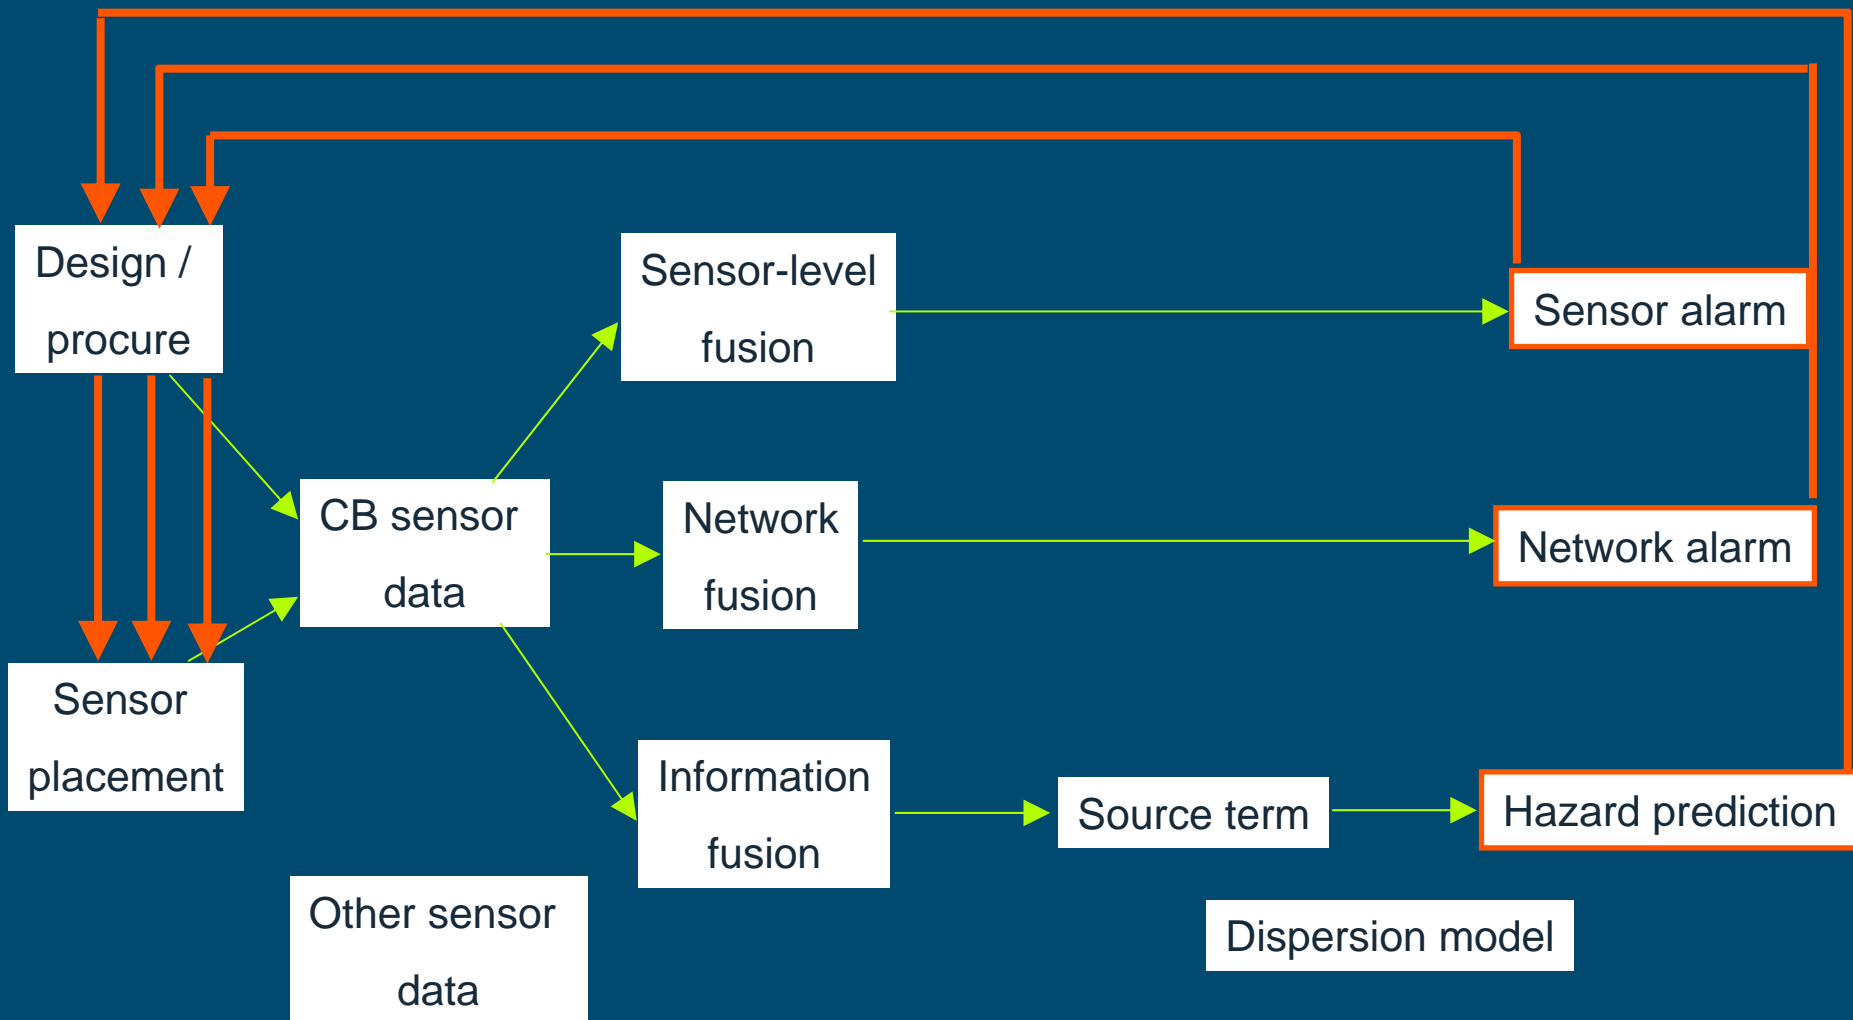 Design /
procure
Sensor-level
fusion
Sensor alarm
CB sensor
data
Network
fusion
Network alarm
Sensor
placement
Information
fusion
Source term
Hazard prediction
Other sensor
data
Dispersion model